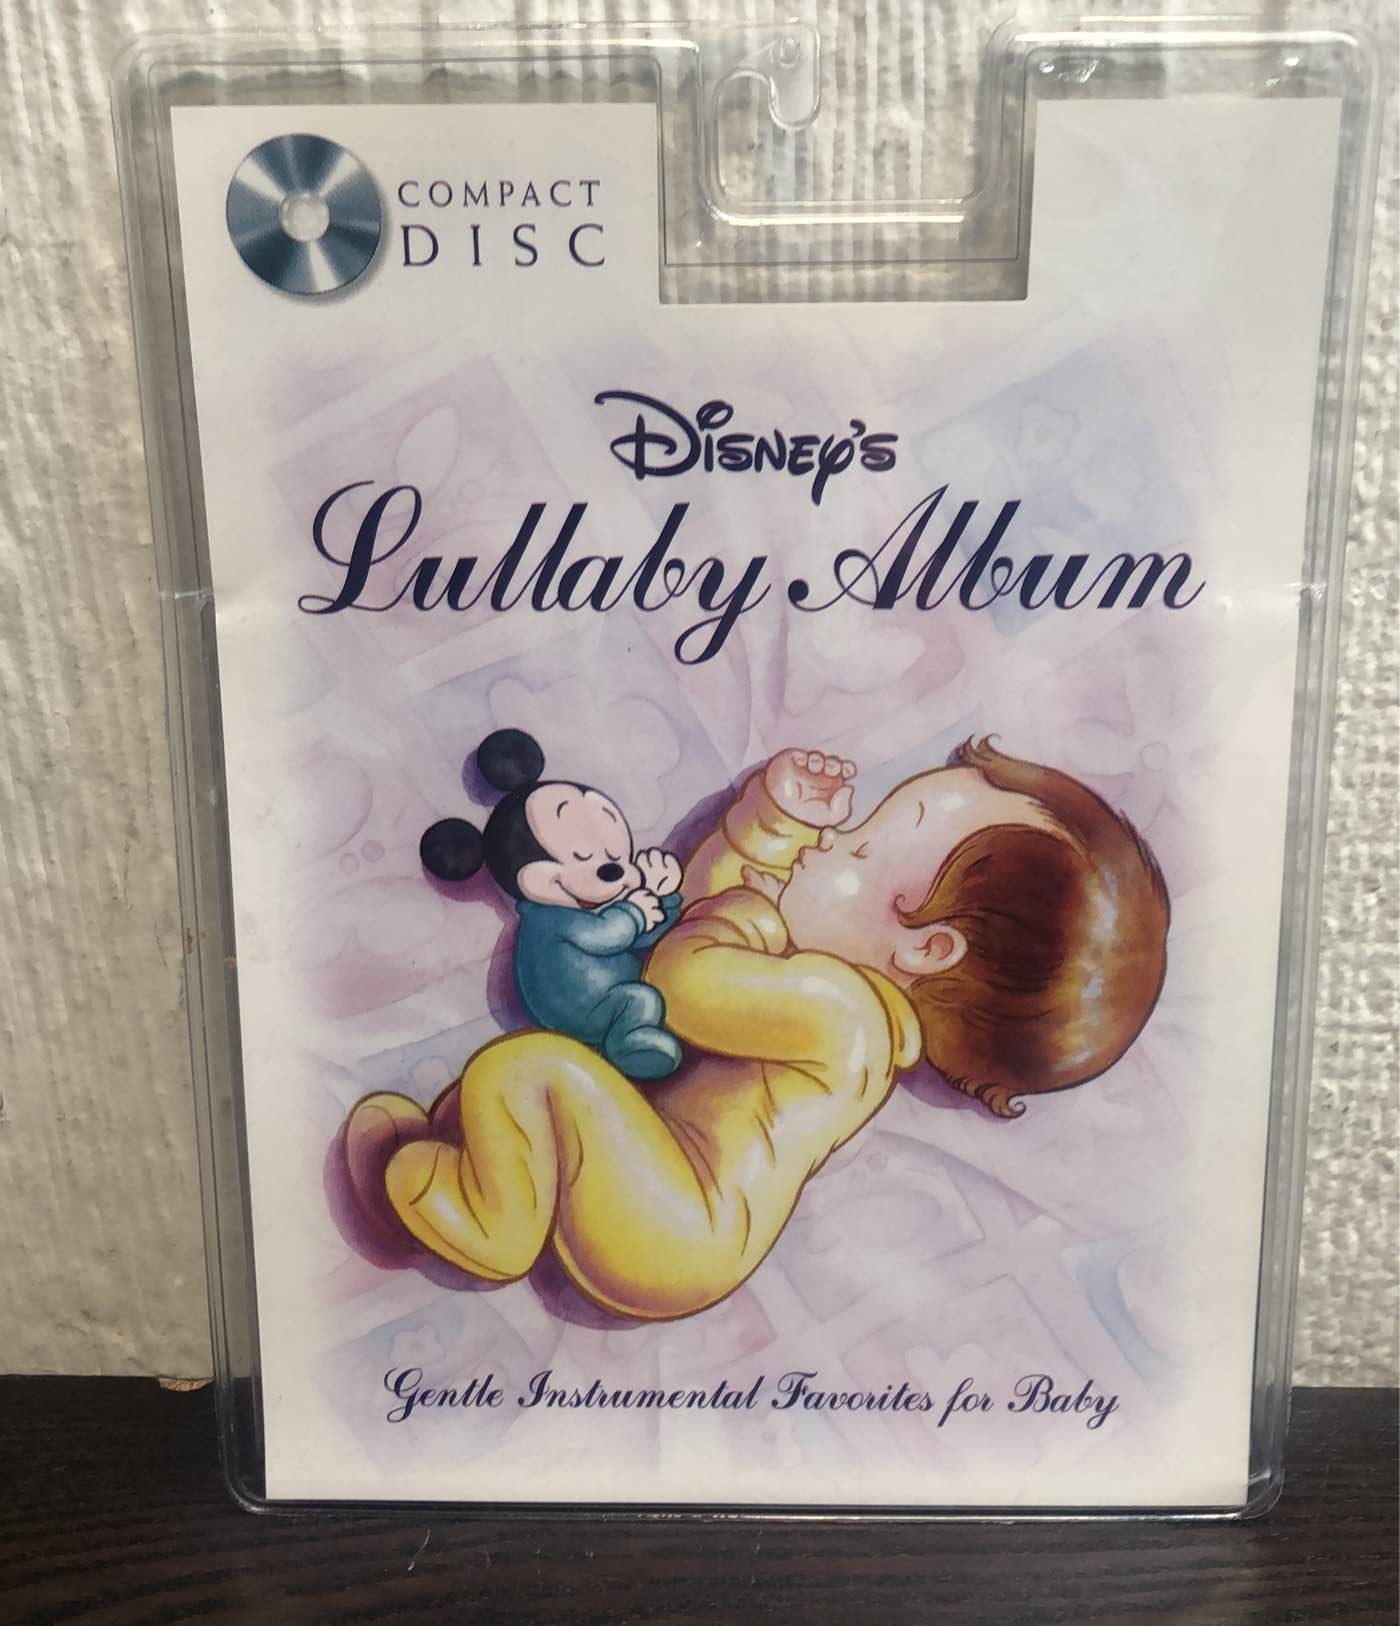 COMPACT
DISC
Disney's
Lullaby Album
Gentle Instrumental Favorites for Baby